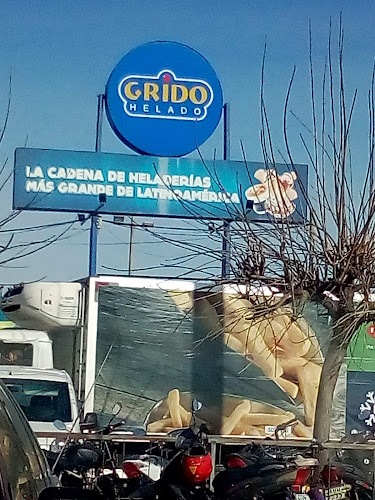 GRIDO
HELADO
LA CADENA DE HELADERÍAS
MÁS GRANDE DE LATINOAMÉRICA